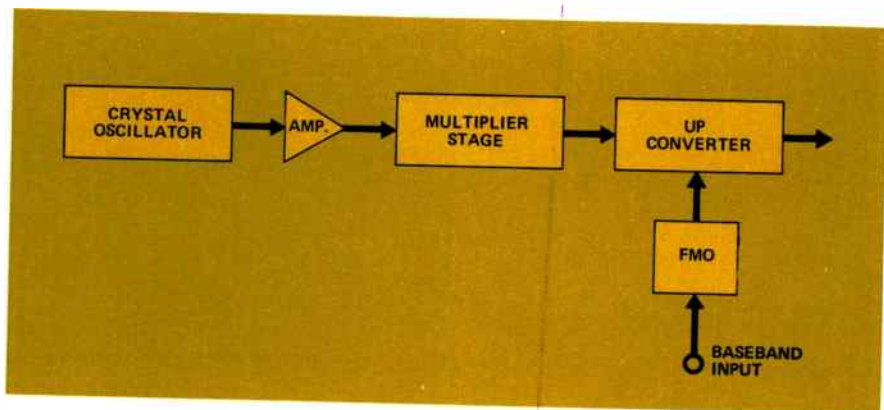 CRYSTAL
OSCILLATOR
AMP.
MULTIPLIER
STAGE
UP
CONVERTER
FMO
BASEBAND
INPUT